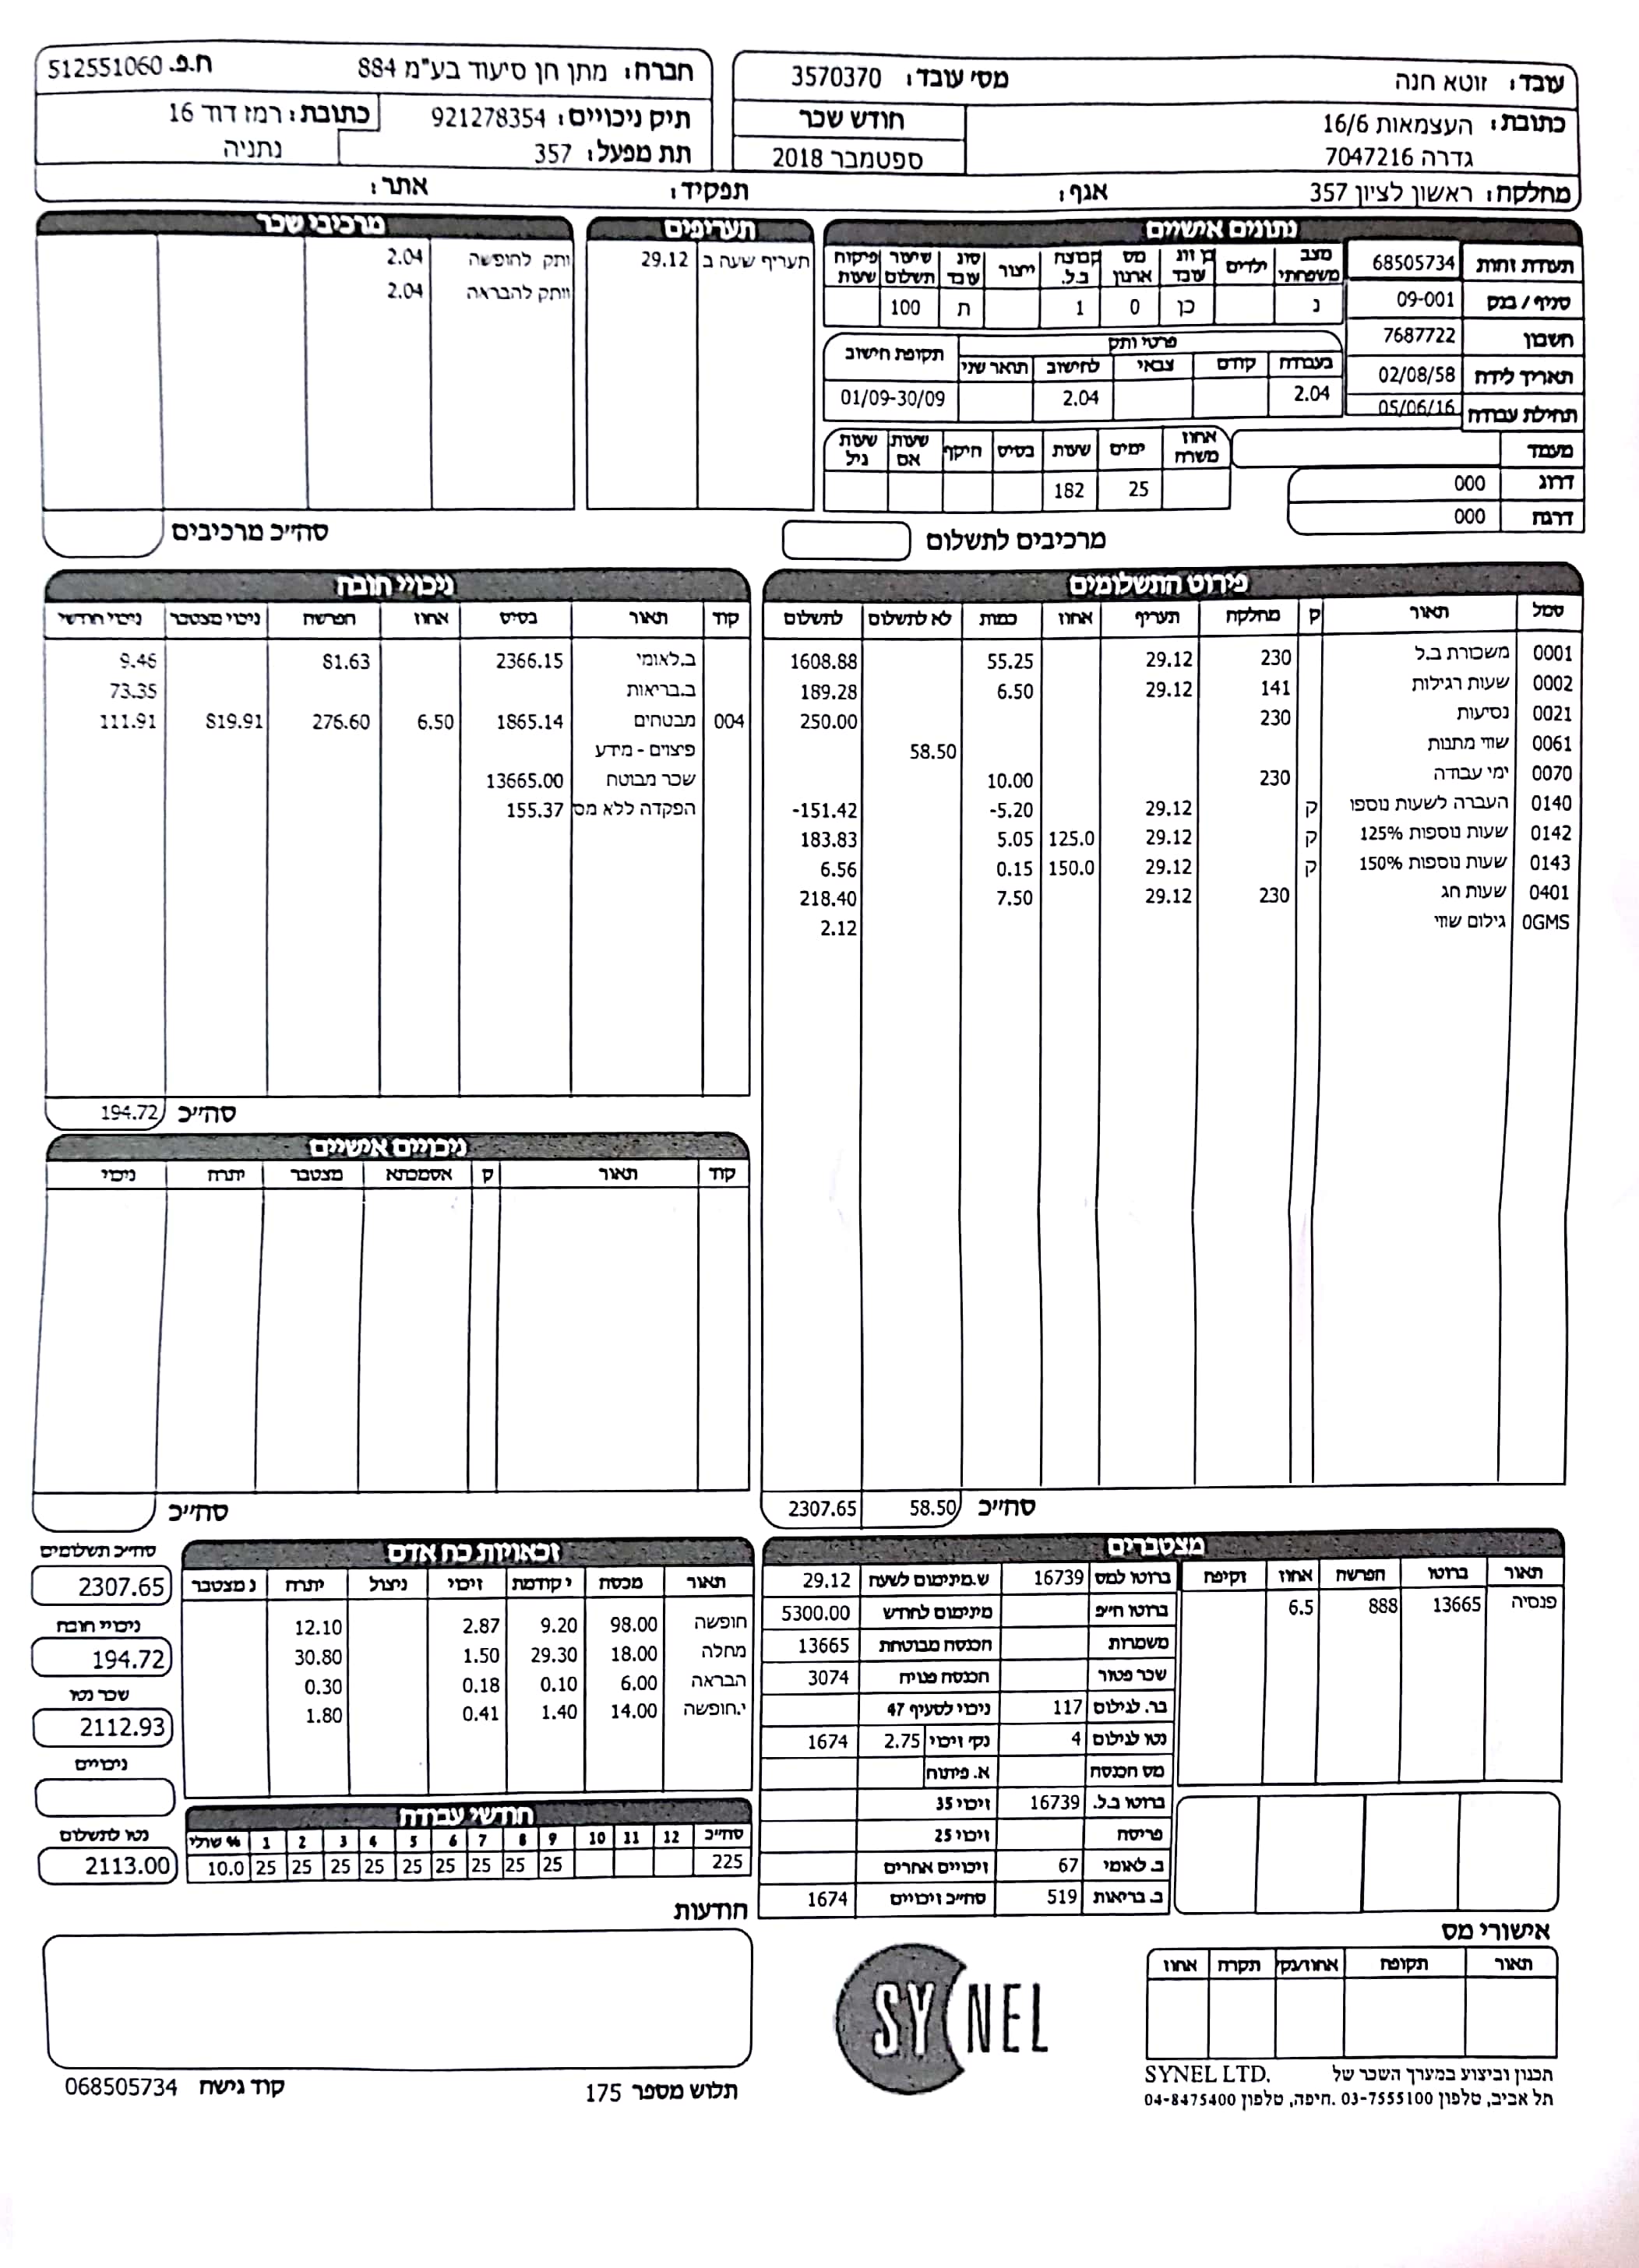 עובד: זוטא חנה מס' עובד: 3570370
כתובת: העצמאות 16/6 חודש שכר
גדרה 7047216 ספטמבר 2018
חברה: מתן חן סיעוד בע"מ 884 ח.פ. 512551060
תיק ניכויים: 921278354 כתובת: רמז דוד 16
תת מפעל: 357 נתניה
מחלקה: ראשון לציון 357 אגף: תפקיד: אתר:
נתונים אישיים
תעודת זהות 68505734
סניף / בנק 09-001
חשבון 7687722
תאריך לידה 02/08/58
תחילת עבודה 05/06/16
מעמד
דרוג 000
דרגה 000
מצב משפחתי ילדים בן זוג עובד מס ארגון קבוצת ב.ל. ייצור סוג עובד שיעור תשלום פיקוח שעות
נ כן 0 1 ת 100
פרטי ותק תקופת חישוב
בעבודה קודם צבאי לחישוב תואר שני
2.04 2.04 01/09-30/09
אחוז משרה ימים שעות בסיס היקף שעות אם שעות גיל
25 182
תעריפים
תעריף שעה ב 29.12
מרכיבי שכר
ותק לחופשה 2.04
וותק להבראה 2.04
מרכיבים לתשלום
סה"כ מרכיבים
פירוט התשלומים
סמל תאור ק מחלקה תעריף אחוז כמות לא לתשלום לתשלום
0001 משכורת ב.ל 230 29.12 55.25 1608.88
0002 שעות רגילות 141 29.12 6.50 189.28
0021 נסיעות 230 250.00
0061 שווי מתנות 58.50
0070 ימי עבודה 230 10.00
0140 העברה לשעות נוספו ק 29.12 -5.20 -151.42
0142 שעות נוספות 125% ק 29.12 125.0 5.05 183.83
0143 שעות נוספות 150% ק 29.12 150.0 0.15 6.56
0401 שעות חג 230 29.12 7.50 218.40
0GMS גילום שווי 2.12
סה"כ 58.50 2307.65
ניכויי חובה
קוד תאור בסיס אחוז הפרשה ניכוי מצטבר ניכוי חודשי
ב.לאומי 2366.15 81.63 9.46
ב.בריאות 73.35
004 מבטחים 1865.14 6.50 276.60 819.91 111.91
פיצוים - מידע
שכר מבוטח 13665.00
הפקדה ללא מס 155.37
סה"כ 194.72
ניכויים אישיים
קוד תאור ק אסמכתא מצטבר יתרה ניכוי
סה"כ
מצטברים
תאור ברוטו הפרשה אחוז זקיפה
פנסיה 13665 888 6.5
ברוטו למס 16739 ש.מינימום לשעה 29.12
ברוטו ח"פ מינימום לחודש 5300.00
משמרות הכנסה מבוטחת 13665
שכר פטור הכנסה פנויה 3074
בר. לגילום 117 ניכוי לסעיף 47
נטו לגילום 4 נק' זיכוי 2.75 1674
מס הכנסה א. פיתוח
ברוטו ב.ל. 16739 זיכוי 35
פריסה זיכוי 25
ב. לאומי 67 זיכויים אחרים
ב. בריאות 519 סה"כ זיכויים 1674
זכאויות כח אדם
תאור מכסה י קודמת זיכוי ניצול יתרה נ מצטבר
חופשה 98.00 9.20 2.87 12.10
מחלה 18.00 29.30 1.50 30.80
הבראה 6.00 0.10 0.18 0.30
י.חופשה 14.00 1.40 0.41 1.80
חודשי עבודה
סה"כ 12 11 10 9 8 7 6 5 4 3 2 1 % שולי
225 25 25 25 25 25 25 25 25 25 10.0
סה"כ תשלומים
2307.65
ניכויי חובה
194.72
שכר נטו
2112.93
ניכויים
נטו לתשלום
2113.00
הודעות
אישורי מס
תאור תקופה אחוז/נק' תקרה אחוז
SYNEL
תכנון וביצוע במערך השכר של SYNEL LTD.
תל אביב, טלפון 03-7555100. חיפה, טלפון 04-8475400
תלוש מספר 175 קוד גישה 068505734